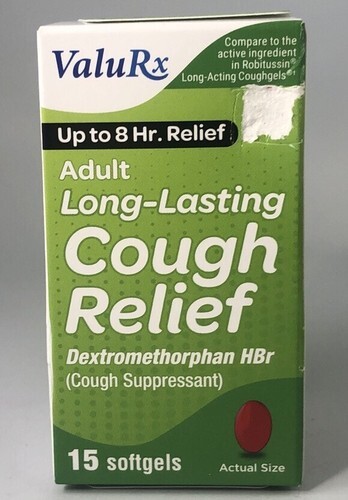 ValuRx
Compare to the
active ingredient
in Robitussin®
Long-Acting Coughgels®†
Up to 8 Hr. Relief
Adult
Long-Lasting
Cough
Relief
Dextromethorphan HBr
(Cough Suppressant)
15 softgels
Actual Size